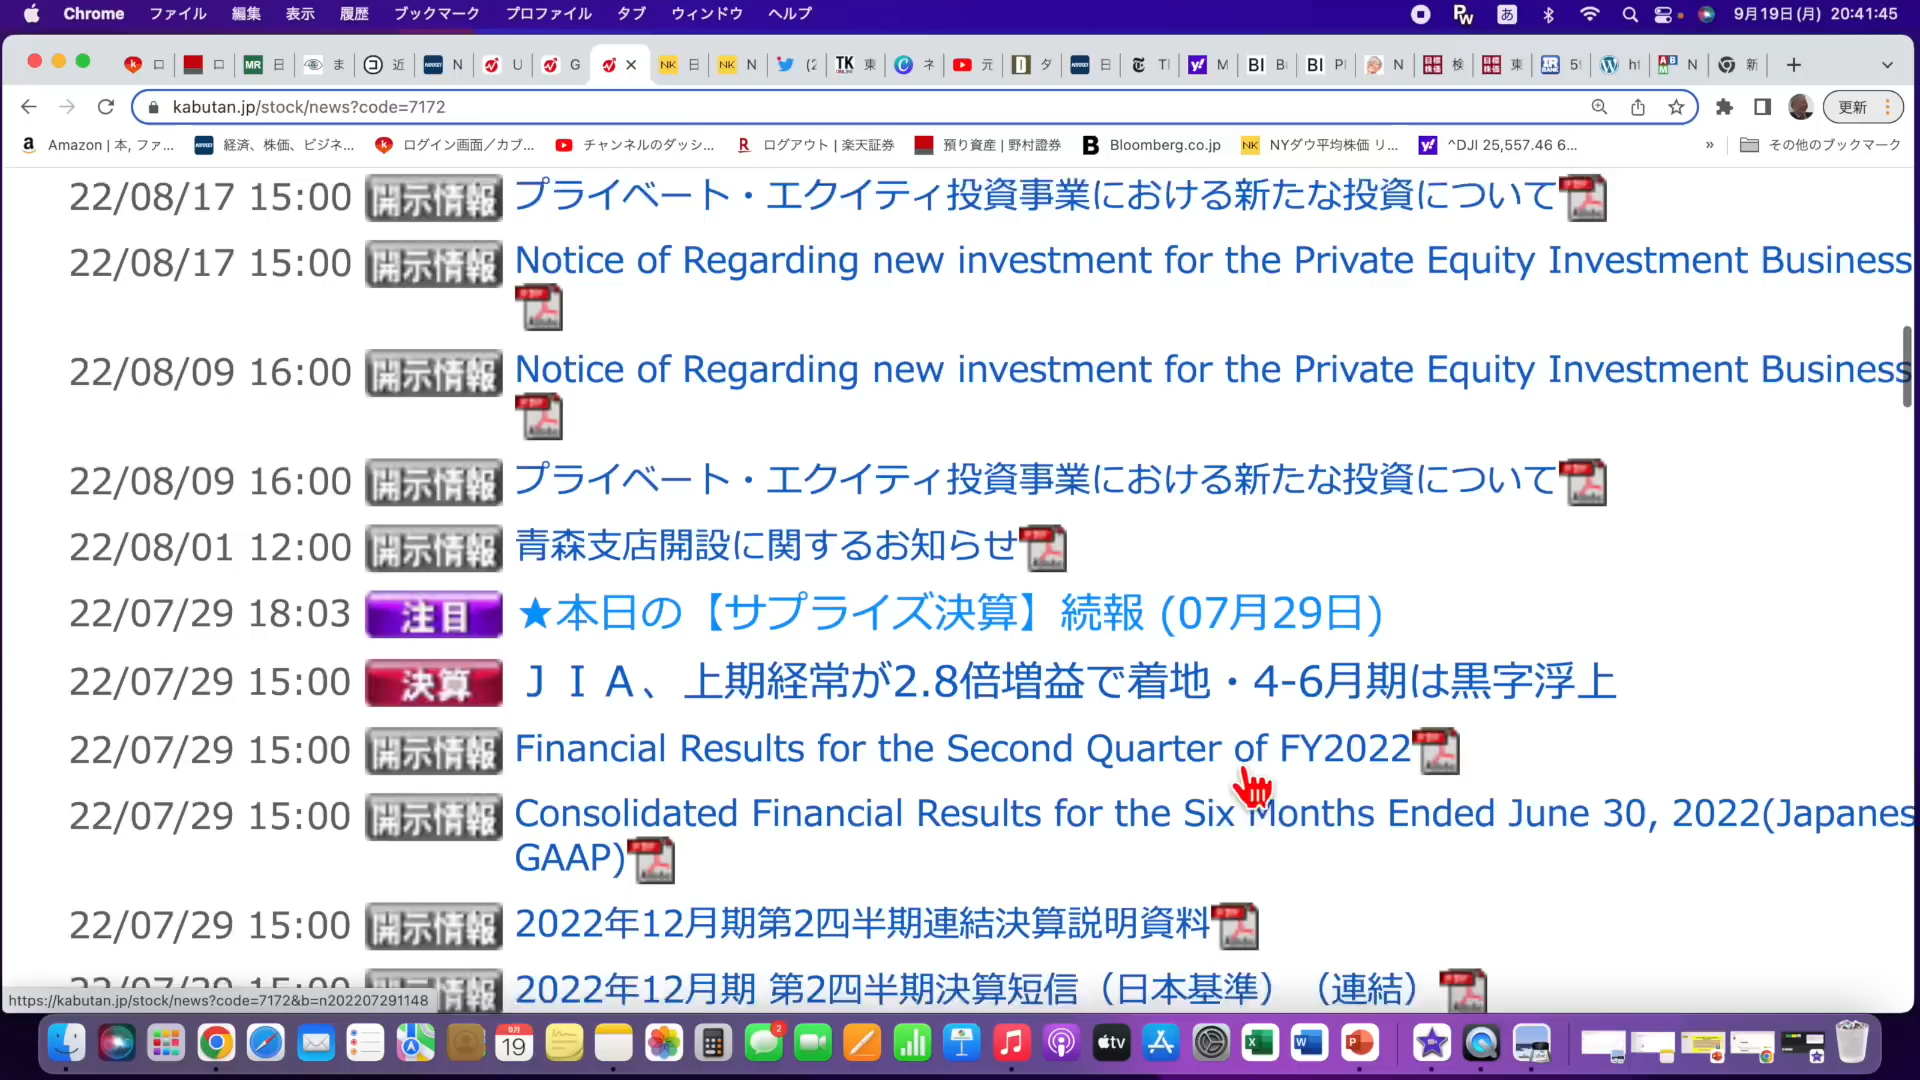 Chrome ファイル 編集 表示 履歴 ブックマーク プロファイル タブ ウィンドウ ヘルプ あ 9月19日(月) 20:41:45
kabutan.jp/stock/news?code=7172 更新
Amazon | 本, ファ... 経済、株価、ビジネ... ログイン画面／カブ... チャンネルのダッシ... ログアウト | 楽天証券 預り資産 | 野村證券 Bloomberg.co.jp NYダウ平均株価 リ... ^DJI 25,557.46 6... » その他のブックマーク
22/08/17 15:00 開示情報 プライベート・エクイティ投資事業における新たな投資について
22/08/17 15:00 開示情報 Notice of Regarding new investment for the Private Equity Investment Business
22/08/09 16:00 開示情報 Notice of Regarding new investment for the Private Equity Investment Business
22/08/09 16:00 開示情報 プライベート・エクイティ投資事業における新たな投資について
22/08/01 12:00 開示情報 青森支店開設に関するお知らせ
22/07/29 18:03 注目 ★本日の【サプライズ決算】続報 (07月29日)
22/07/29 15:00 決算 ＪＩＡ、上期経常が2.8倍増益で着地・4-6月期は黒字浮上
22/07/29 15:00 開示情報 Financial Results for the Second Quarter of FY2022
22/07/29 15:00 開示情報 Consolidated Financial Results for the Six Months Ended June 30, 2022(Japanes
GAAP)
22/07/29 15:00 開示情報 2022年12月期第2四半期連結決算説明資料
2022年12月期 第2四半期決算短信（日本基準）（連結）
https://kabutan.jp/stock/news?code=7172&b=n202207291148